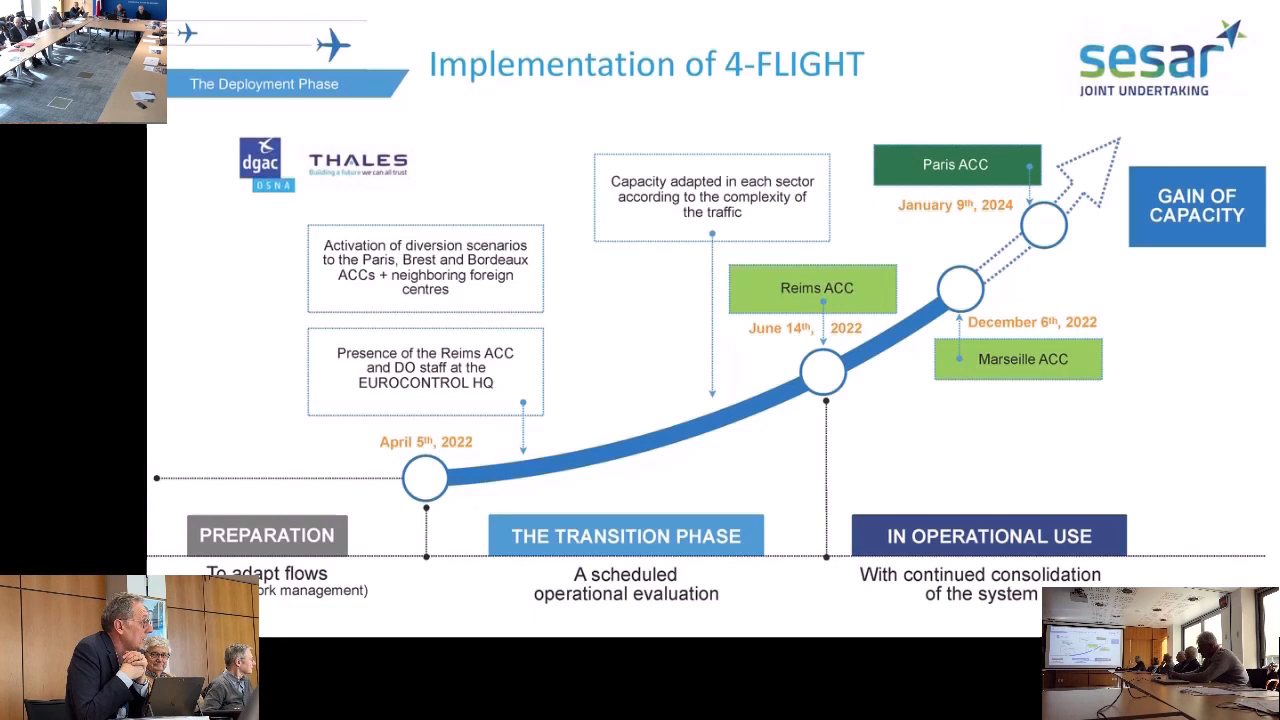 The Deployment Phase
Implementation of 4-FLIGHT
sesar
JOINT UNDERTAKING
dgac
DSNA
THALES
Building a future we can all trust
Capacity adapted in each sector
according to the complexity of
the traffic
Paris ACC
January 9th, 2024
GAIN OF
CAPACITY
Activation of diversion scenarios
to the Paris, Brest and Bordeaux
ACCs + neighboring foreign
centres
Reims ACC
June 14th, 2022
December 6th, 2022
Marseille ACC
Presence of the Reims ACC
and DO staff at the
EUROCONTROL HQ
April 5th, 2022
PREPARATION
THE TRANSITION PHASE
IN OPERATIONAL USE
To adapt flows
ork management)
A scheduled
operational evaluation
With continued consolidation
of the system